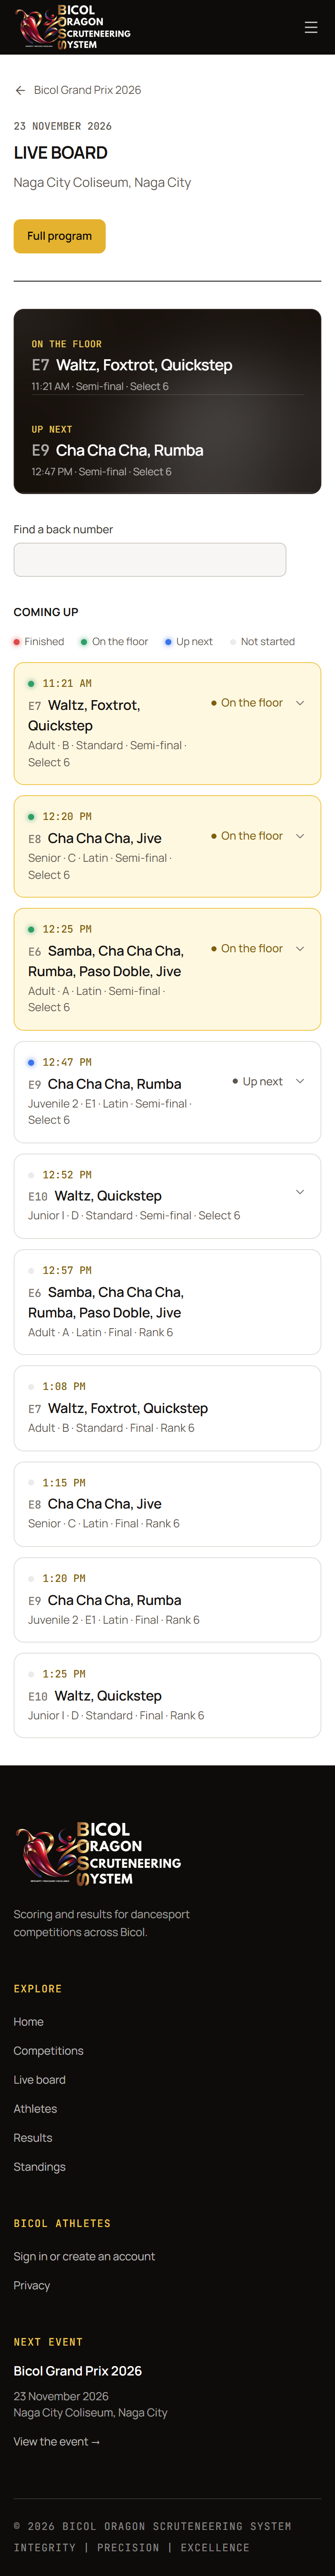 BICOL
DRAGON
SCRUTENEERING
SYSTEM
← Bicol Grand Prix 2026
23 NOVEMBER 2026
LIVE BOARD
Naga City Coliseum, Naga City
Full program
ON THE FLOOR
E7 Waltz, Foxtrot, Quickstep
11:21 AM · Semi-final · Select 6
UP NEXT
E9 Cha Cha Cha, Rumba
12:47 PM · Semi-final · Select 6
Find a back number
COMING UP
Finished On the floor Up next Not started
11:21 AM
E7 Waltz, Foxtrot,
Quickstep
On the floor
Adult · B · Standard · Semi-final ·
Select 6
12:20 PM
E8 Cha Cha Cha, Jive
On the floor
Senior · C · Latin · Semi-final ·
Select 6
12:25 PM
E6 Samba, Cha Cha Cha,
Rumba, Paso Doble, Jive
On the floor
Adult · A · Latin · Semi-final ·
Select 6
12:47 PM
E9 Cha Cha Cha, Rumba
Up next
Juvenile 2 · E1 · Latin · Semi-final ·
Select 6
12:52 PM
E10 Waltz, Quickstep
Junior I · D · Standard · Semi-final · Select 6
12:57 PM
E6 Samba, Cha Cha Cha,
Rumba, Paso Doble, Jive
Adult · A · Latin · Final · Rank 6
1:08 PM
E7 Waltz, Foxtrot, Quickstep
Adult · B · Standard · Final · Rank 6
1:15 PM
E8 Cha Cha Cha, Jive
Senior · C · Latin · Final · Rank 6
1:20 PM
E9 Cha Cha Cha, Rumba
Juvenile 2 · E1 · Latin · Final · Rank 6
1:25 PM
E10 Waltz, Quickstep
Junior I · D · Standard · Final · Rank 6
BICOL
DRAGON
SCRUTENEERING
SYSTEM
Scoring and results for dancesport
competitions across Bicol.
EXPLORE
Home
Competitions
Live board
Athletes
Results
Standings
BICOL ATHLETES
Sign in or create an account
Privacy
NEXT EVENT
Bicol Grand Prix 2026
23 November 2026
Naga City Coliseum, Naga City
View the event →
© 2026 BICOL DRAGON SCRUTENEERING SYSTEM
INTEGRITY | PRECISION | EXCELLENCE